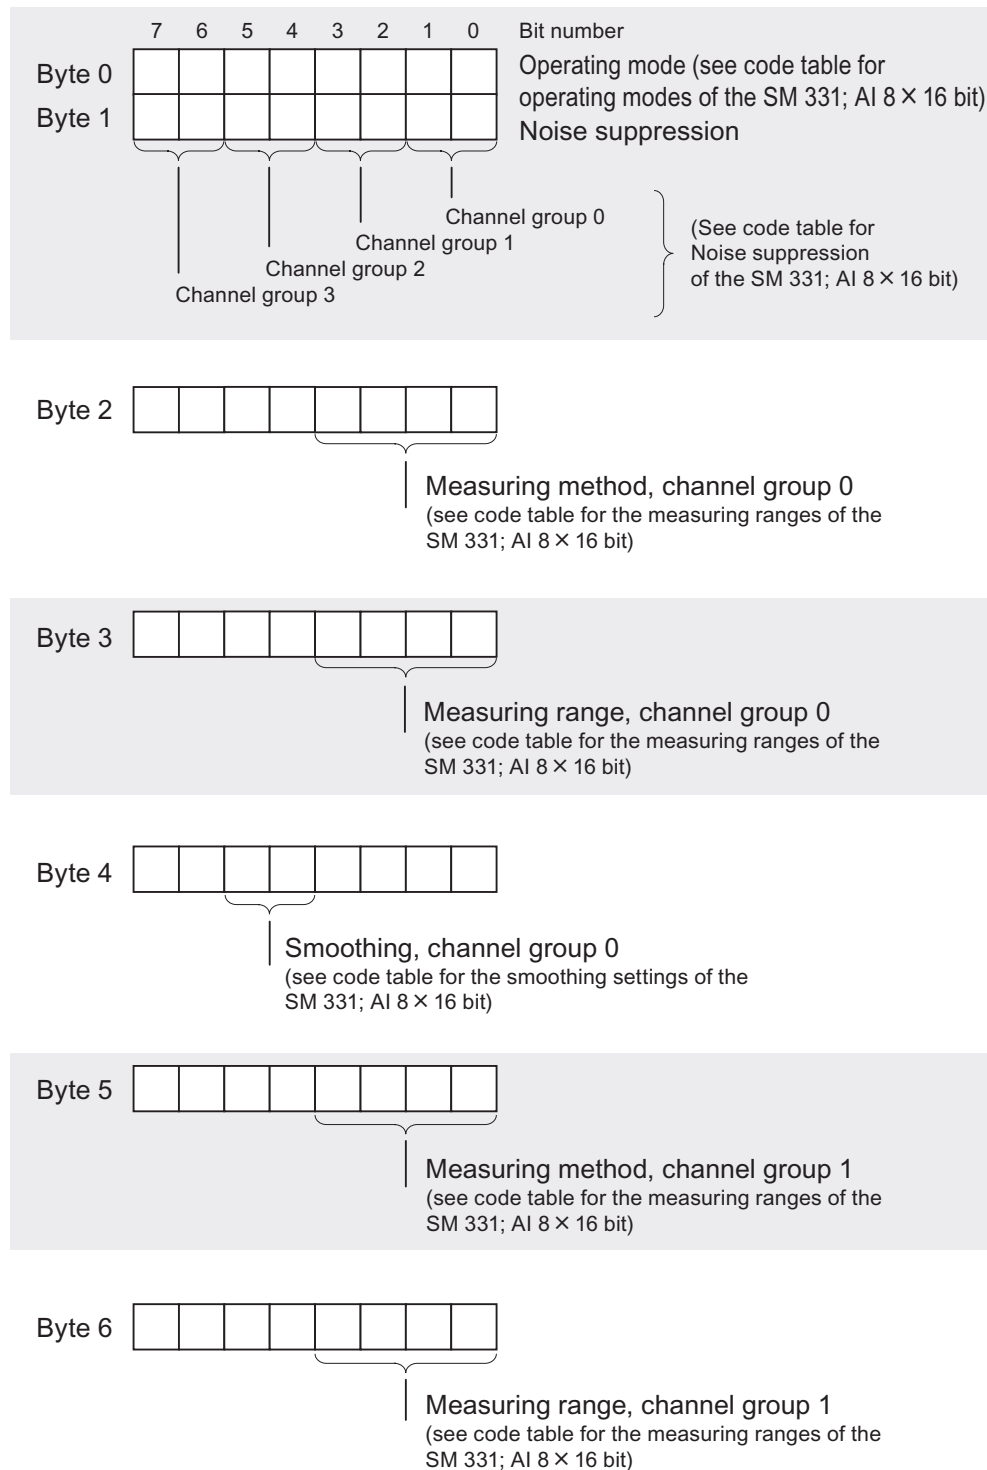 7 6 5 4 3 2 1 0 Bit number
Byte 0
Operating mode (see code table for
operating modes of the SM 331; AI 8 × 16 bit)
Byte 1
Noise suppression
Channel group 0
Channel group 1
Channel group 2
Channel group 3
(See code table for
Noise suppression
of the SM 331; AI 8 × 16 bit)
Byte 2
Measuring method, channel group 0
(see code table for the measuring ranges of the
SM 331; AI 8 × 16 bit)
Byte 3
Measuring range, channel group 0
(see code table for the measuring ranges of the
SM 331; AI 8 × 16 bit)
Byte 4
Smoothing, channel group 0
(see code table for the smoothing settings of the
SM 331; AI 8 × 16 bit)
Byte 5
Measuring method, channel group 1
(see code table for the measuring ranges of the
SM 331; AI 8 × 16 bit)
Byte 6
Measuring range, channel group 1
(see code table for the measuring ranges of the
SM 331; AI 8 × 16 bit)